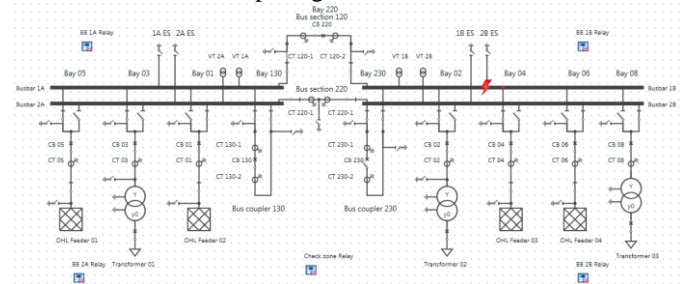 Bay 220
Bus section 120
CB 220
BB 1A Relay
1A ES 2A ES
1B ES 2B ES
BB 1B Relay
VT 2A VT 1A
CT 120-1 CT 120-2
VT 1B VT 2B
Bay 05 Bay 03 Bay 01 Bay 130
Bus section 220
Bay 230 Bay 02 Bay 04 Bay 06 Bay 08
Busbar 1A
Busbar 1B
Busbar 2A
Busbar 2B
CT 220-1 CT 220-1
CB 05 CB 03 CB 01 CT 130-1 CT 230-1 CB 02 CB 04 CB 06 CB 08
CT 05 CT 03 CT 01 CB 130 CB 230 CT 02 CT 04 CT 06 CT 08
CT 130-2 CT 230-2
Y
y0
Y
y0
Y
y0
Bus coupler 130 Bus coupler 230
OHL Feeder 01 OHL Feeder 02 OHL Feeder 03 OHL Feeder 04
Transformer 03
BB 2A Relay Transformer 01
Check zone Relay
Transformer 02
BB 2B Relay